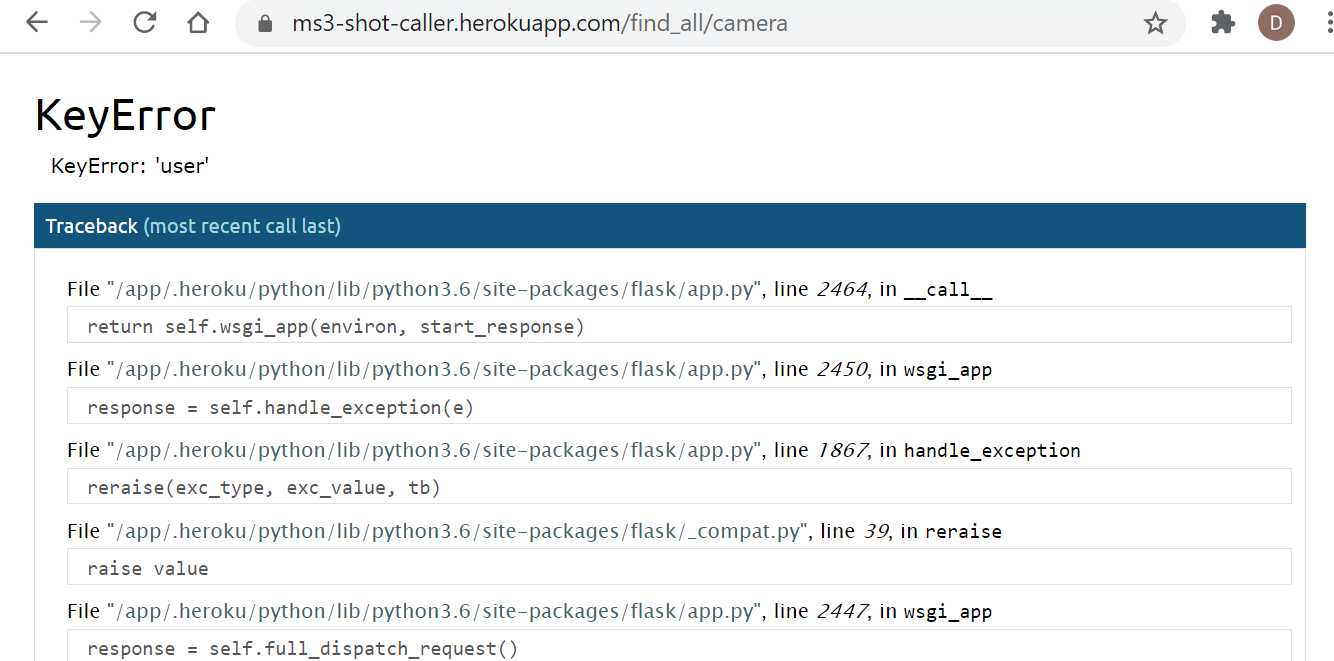 ms3-shot-caller.herokuapp.com/find_all/camera
D
KeyError
KeyError: 'user'
Traceback (most recent call last)
File "/app/.heroku/python/lib/python3.6/site-packages/flask/app.py", line 2464, in __call__
return self.wsgi_app(environ, start_response)
File "/app/.heroku/python/lib/python3.6/site-packages/flask/app.py", line 2450, in wsgi_app
response = self.handle_exception(e)
File "/app/.heroku/python/lib/python3.6/site-packages/flask/app.py", line 1867, in handle_exception
reraise(exc_type, exc_value, tb)
File "/app/.heroku/python/lib/python3.6/site-packages/flask/_compat.py", line 39, in reraise
raise value
File "/app/.heroku/python/lib/python3.6/site-packages/flask/app.py", line 2447, in wsgi_app
response = self.full_dispatch_request()